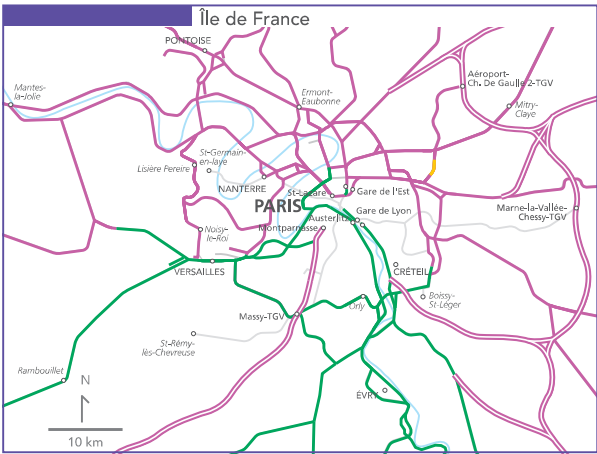 Île de France
PONTOISE
Aéroport-
Ch. De Gaulle 2-TGV
Mantes-
la-Jolie
Ermont-
Eaubonne
Mitry-
Claye
St-Germain-
en-laye
Lisière Pereire
NANTERRE
St-Lazare
Gare de l'Est
PARIS
Gare de Lyon
Marne-la-Vallée-
Chessy-TGV
Austerlitz
Montparnasse
Noisy-
le-Roi
VERSAILLES
CRÉTEIL
Boissy-
St-Léger
Orly
Massy-TGV
St-Rémy-
lès-Chevreuse
Rambouillet
N
ÉVRY
10 km